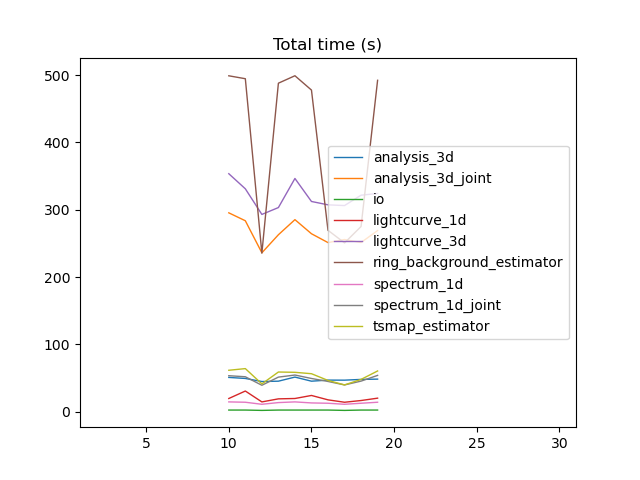 Total time (s)
500
400
300
200
100
0
analysis_3d
analysis_3d_joint
io
lightcurve_1d
lightcurve_3d
ring_background_estimator
spectrum_1d
spectrum_1d_joint
tsmap_estimator
5 10 15 20 25 30